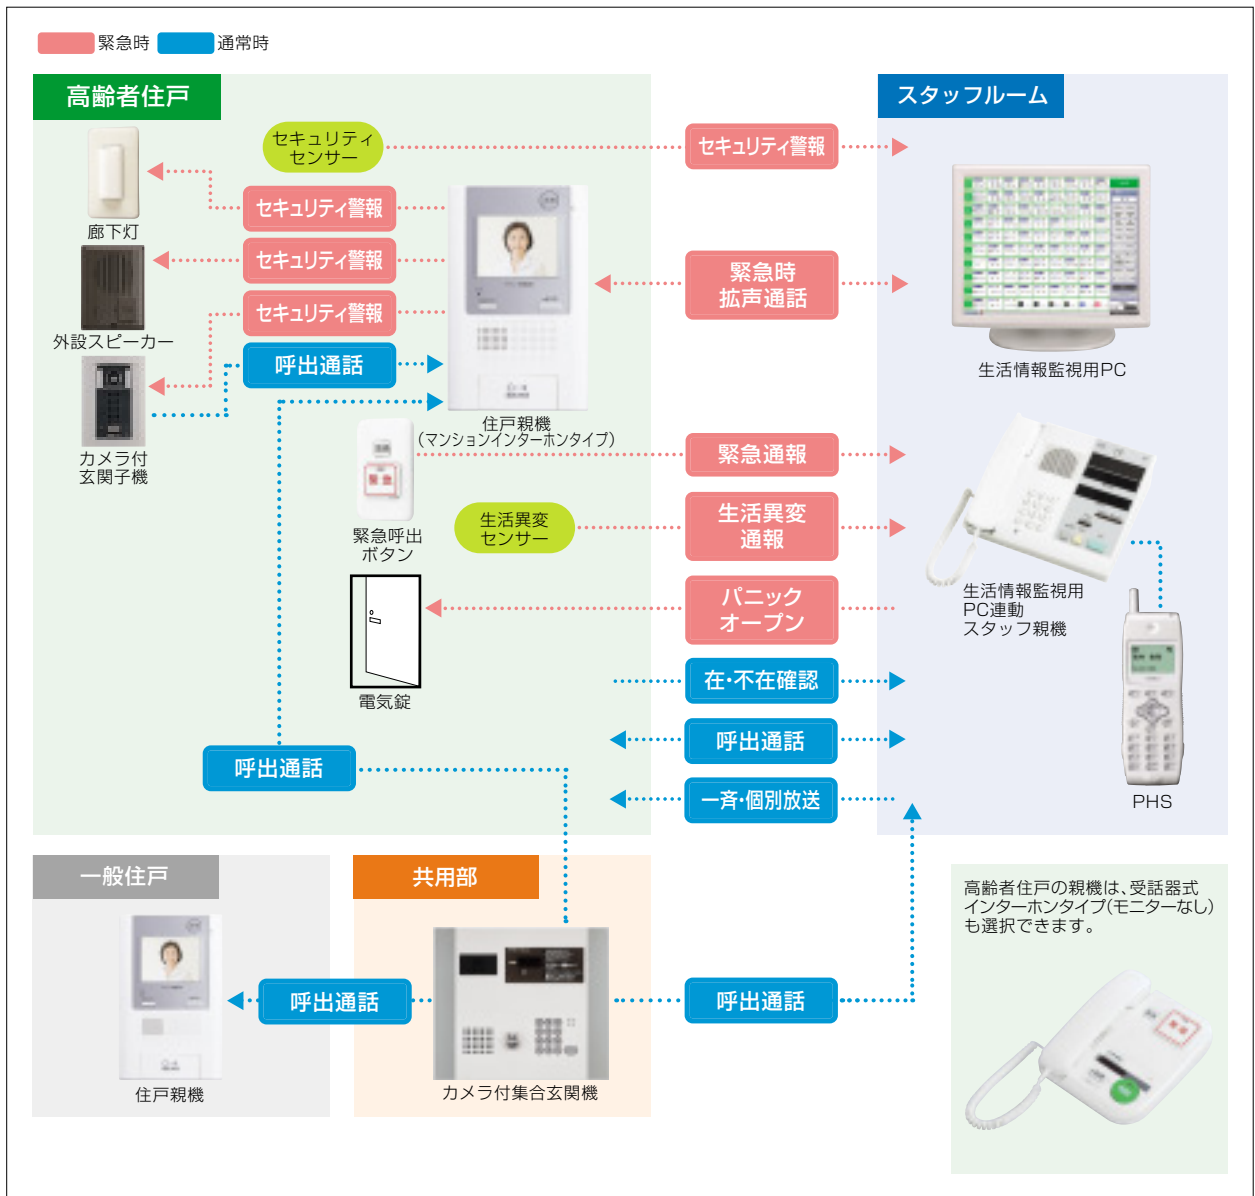 緊急時 通常時
高齢者住戸
スタッフルーム
セキュリティ
センサー
セキュリティ警報
廊下灯
セキュリティ警報
セキュリティ警報
外設スピーカー
セキュリティ警報
緊急時
拡声通話
呼出通話
生活情報監視用PC
カメラ付
玄関子機
住戸親機
(マンションインターホンタイプ)
緊急
緊急通報
緊急呼出
ボタン
生活異変
センサー
生活異変
通報
パニック
オープン
生活情報監視用
PC連動
スタッフ親機
電気錠
在・不在確認
呼出通話
呼出通話
一斉・個別放送
PHS
一般住戸
共用部
高齢者住戸の親機は、受話器式
インターホンタイプ(モニターなし)
も選択できます。
呼出通話
呼出通話
住戸親機
カメラ付集合玄関機